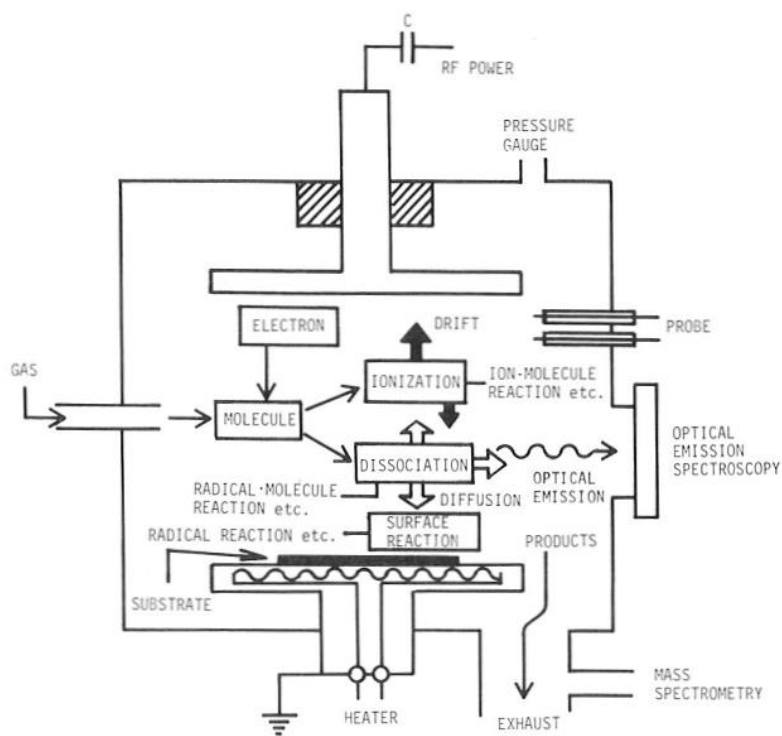 C
RF POWER
PRESSURE
GAUGE
ELECTRON
DRIFT
PROBE
GAS
IONIZATION
ION-MOLECULE
REACTION etc.
MOLECULE
DISSOCIATION
OPTICAL
EMISSION
SPECTROSCOPY
OPTICAL
EMISSION
RADICAL·MOLECULE
REACTION etc.
DIFFUSION
RADICAL REACTION etc.
SURFACE
REACTION
PRODUCTS
SUBSTRATE
MASS
SPECTROMETRY
HEATER
EXHAUST